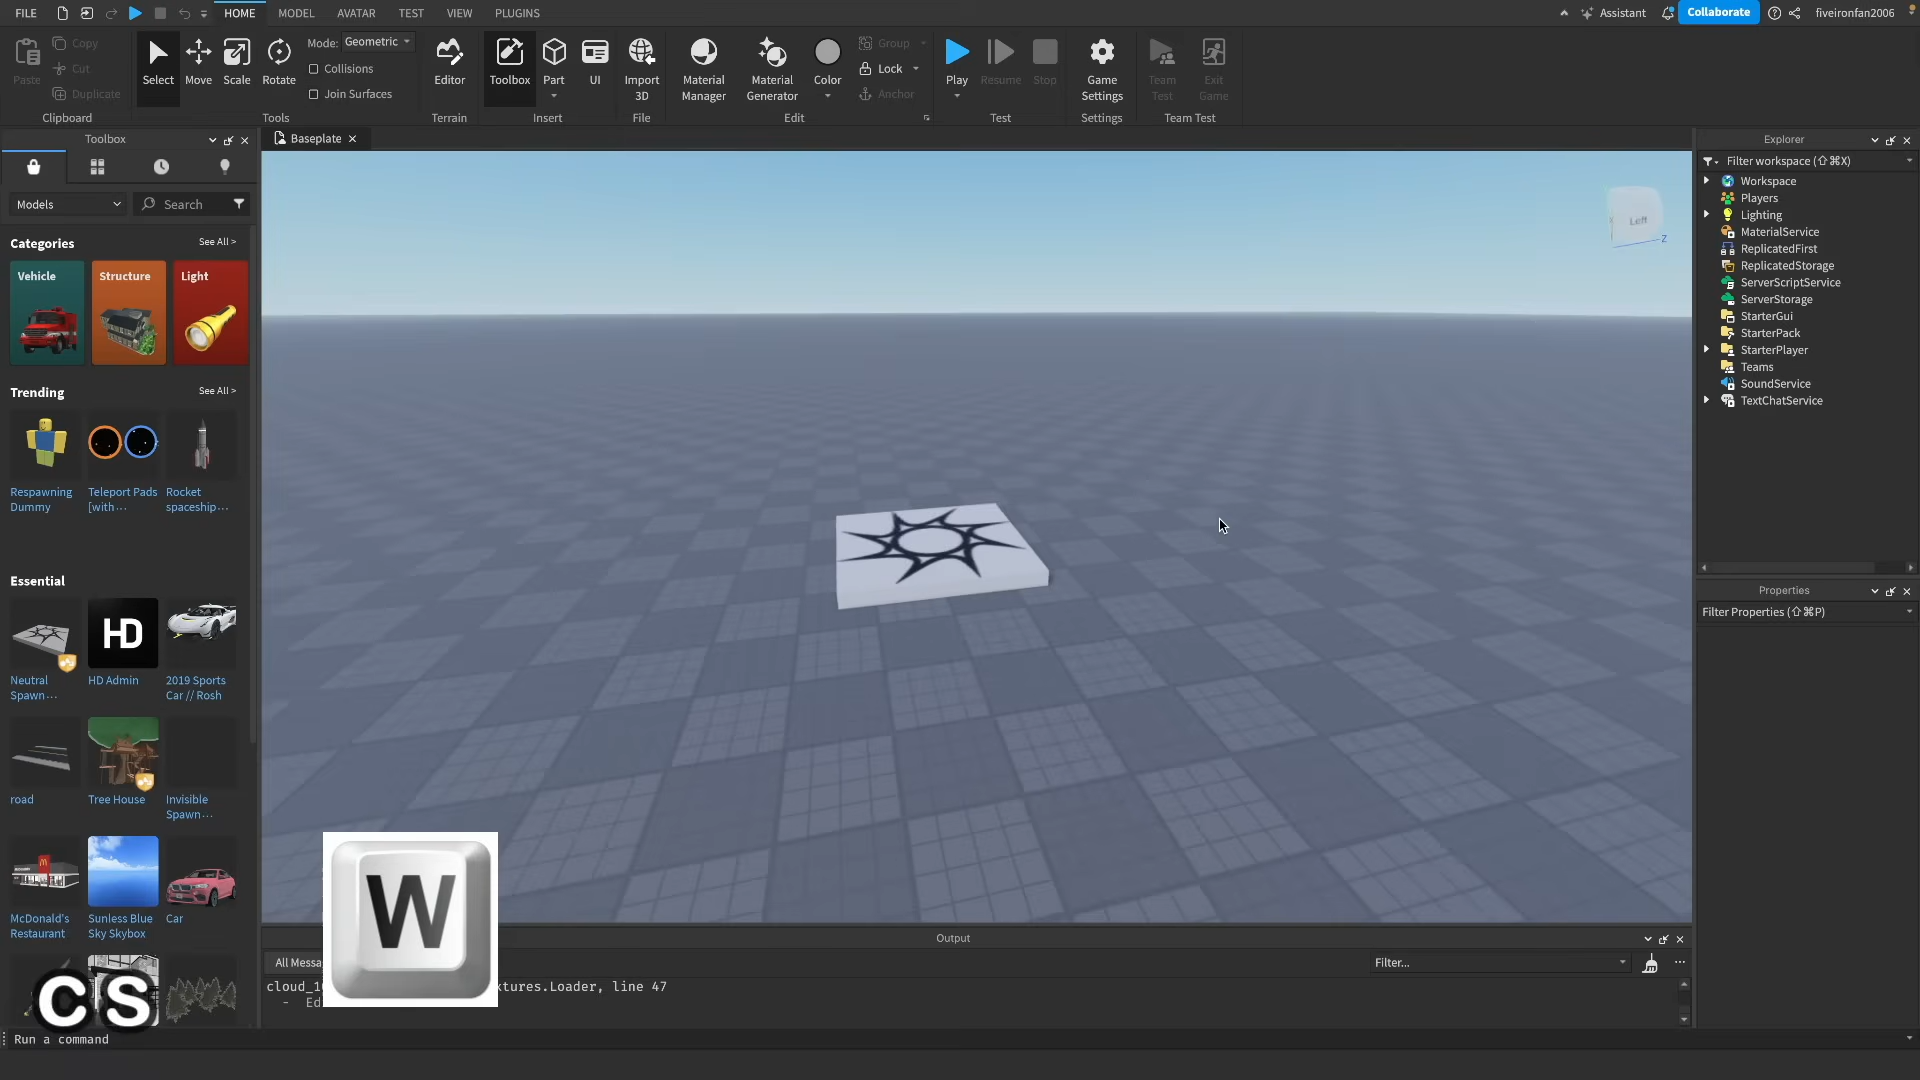 FILE
HOME
MODEL
AVATAR
TEST
VIEW
PLUGINS
Assistant
Collaborate
fiveironfan2006
Paste
Copy
Cut
Duplicate
Clipboard
Select
Move
Scale
Rotate
Mode: Geometric
Collisions
Join Surfaces
Tools
Editor
Terrain
Toolbox
Part
UI
Insert
Import
3D
File
Material
Manager
Material
Generator
Color
Group
Lock
Anchor
Edit
Play
Resume
Stop
Test
Game
Settings
Settings
Team
Test
Exit
Game
Team Test
Toolbox
Models
Search
Categories
See All >
Vehicle
Structure
Light
Trending
See All >
Respawning
Dummy
Teleport Pads
[with...
Rocket
spaceship...
Essential
HD
Neutral
Spawn...
HD Admin
2019 Sports
Car // Rosh
road
Tree House
Invisible
Spawn...
McDonald's
Restaurant
Sunless Blue
Sky Skybox
Car
CS
Baseplate
Left
Z
W
Output
All Messa
Filter...
cloud_1
xtures.Loader, line 47
- Ed
Run a command
Explorer
Filter workspace (⇧⌘X)
Workspace
Players
Lighting
MaterialService
ReplicatedFirst
ReplicatedStorage
ServerScriptService
ServerStorage
StarterGui
StarterPack
StarterPlayer
Teams
SoundService
TextChatService
Properties
Filter Properties (⇧⌘P)